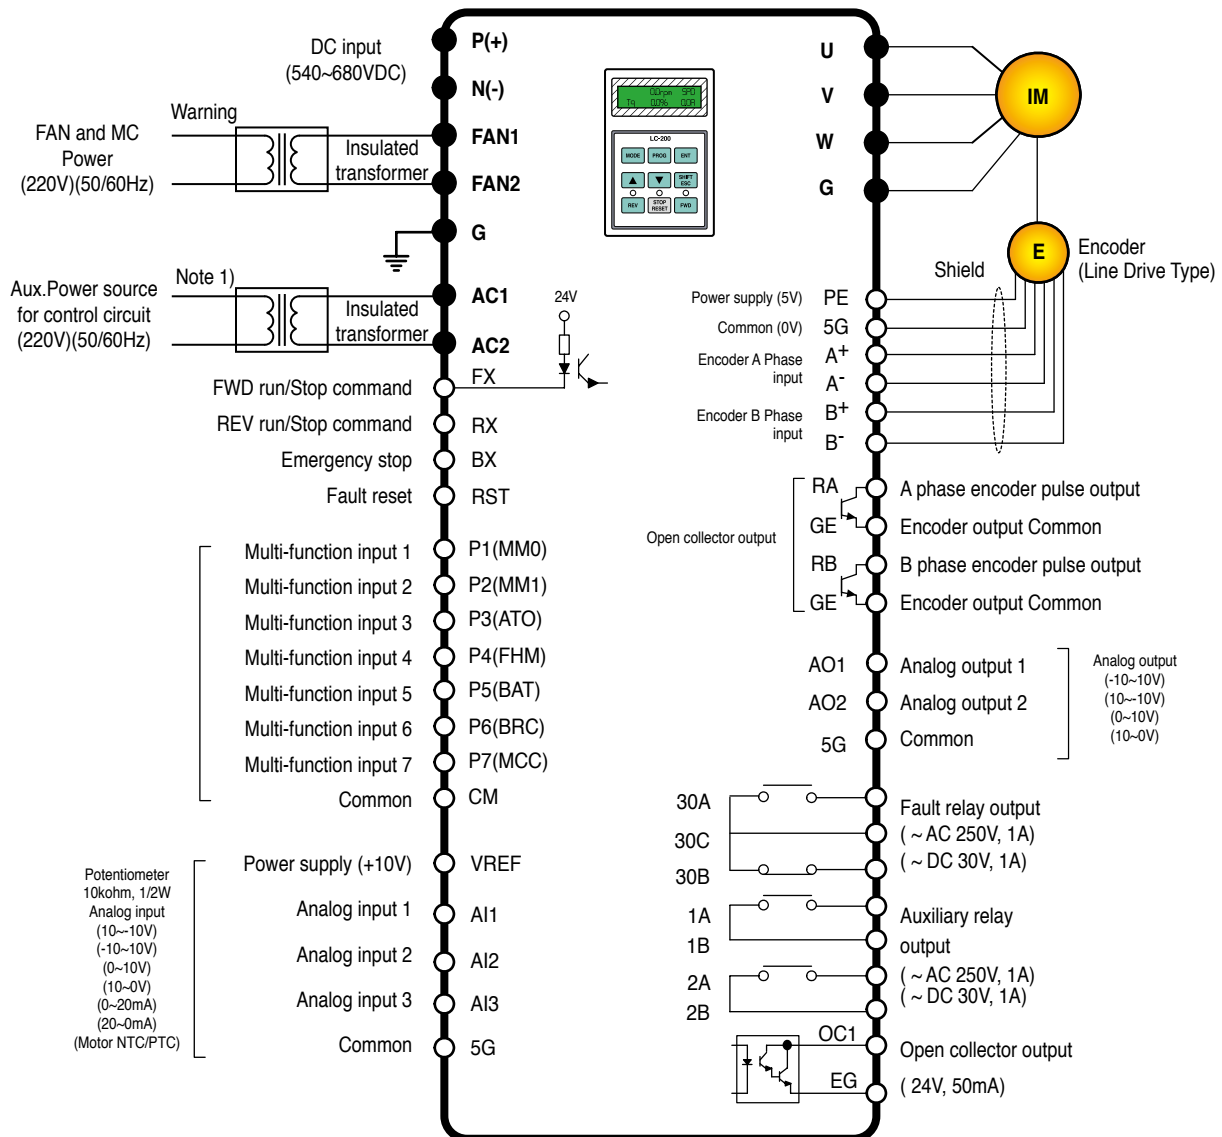 DC input
(540~680VDC)
P(+)
N(-)
Warning
FAN and MC
Power
(220V)(50/60Hz)
Insulated
transformer
FAN1
FAN2
G
Note 1)
Aux.Power source
for control circuit
(220V)(50/60Hz)
Insulated
transformer
AC1
AC2
24V
FWD run/Stop command
FX
REV run/Stop command
RX
Emergency stop
BX
Fault reset
RST
Multi-function input 1
P1(MM0)
Multi-function input 2
P2(MM1)
Multi-function input 3
P3(ATO)
Multi-function input 4
P4(FHM)
Multi-function input 5
P5(BAT)
Multi-function input 6
P6(BRC)
Multi-function input 7
P7(MCC)
Common
CM
Potentiometer
10kohm, 1/2W
Analog input
(10~-10V)
(-10~10V)
(0~10V)
(10~0V)
(0~20mA)
(20~0mA)
(Motor NTC/PTC)
Power supply (+10V)
VREF
Analog input 1
AI1
Analog input 2
AI2
Analog input 3
AI3
Common
5G
0.0rpm SPD
Tq 0.0% 0.0A
LC-200
MODE PROG ENT
SHIFT
ESC
REV
STOP
RESET
FWD
U
V
W
G
IM
E
Encoder
(Line Drive Type)
Shield
Power supply (5V)
PE
Common (0V)
5G
Encoder A Phase
input
A+
A-
Encoder B Phase
input
B+
B-
Open collector output
RA
A phase encoder pulse output
GE
Encoder output Common
RB
B phase encoder pulse output
GE
Encoder output Common
AO1
Analog output 1
AO2
Analog output 2
5G
Common
Analog output
(-10~10V)
(10~-10V)
(0~10V)
(10~0V)
30A
30C
30B
Fault relay output
( ~ AC 250V, 1A)
( ~ DC 30V, 1A)
1A
1B
2A
2B
Auxiliary relay
output
( ~ AC 250V, 1A)
( ~ DC 30V, 1A)
OC1
EG
Open collector output
( 24V, 50mA)